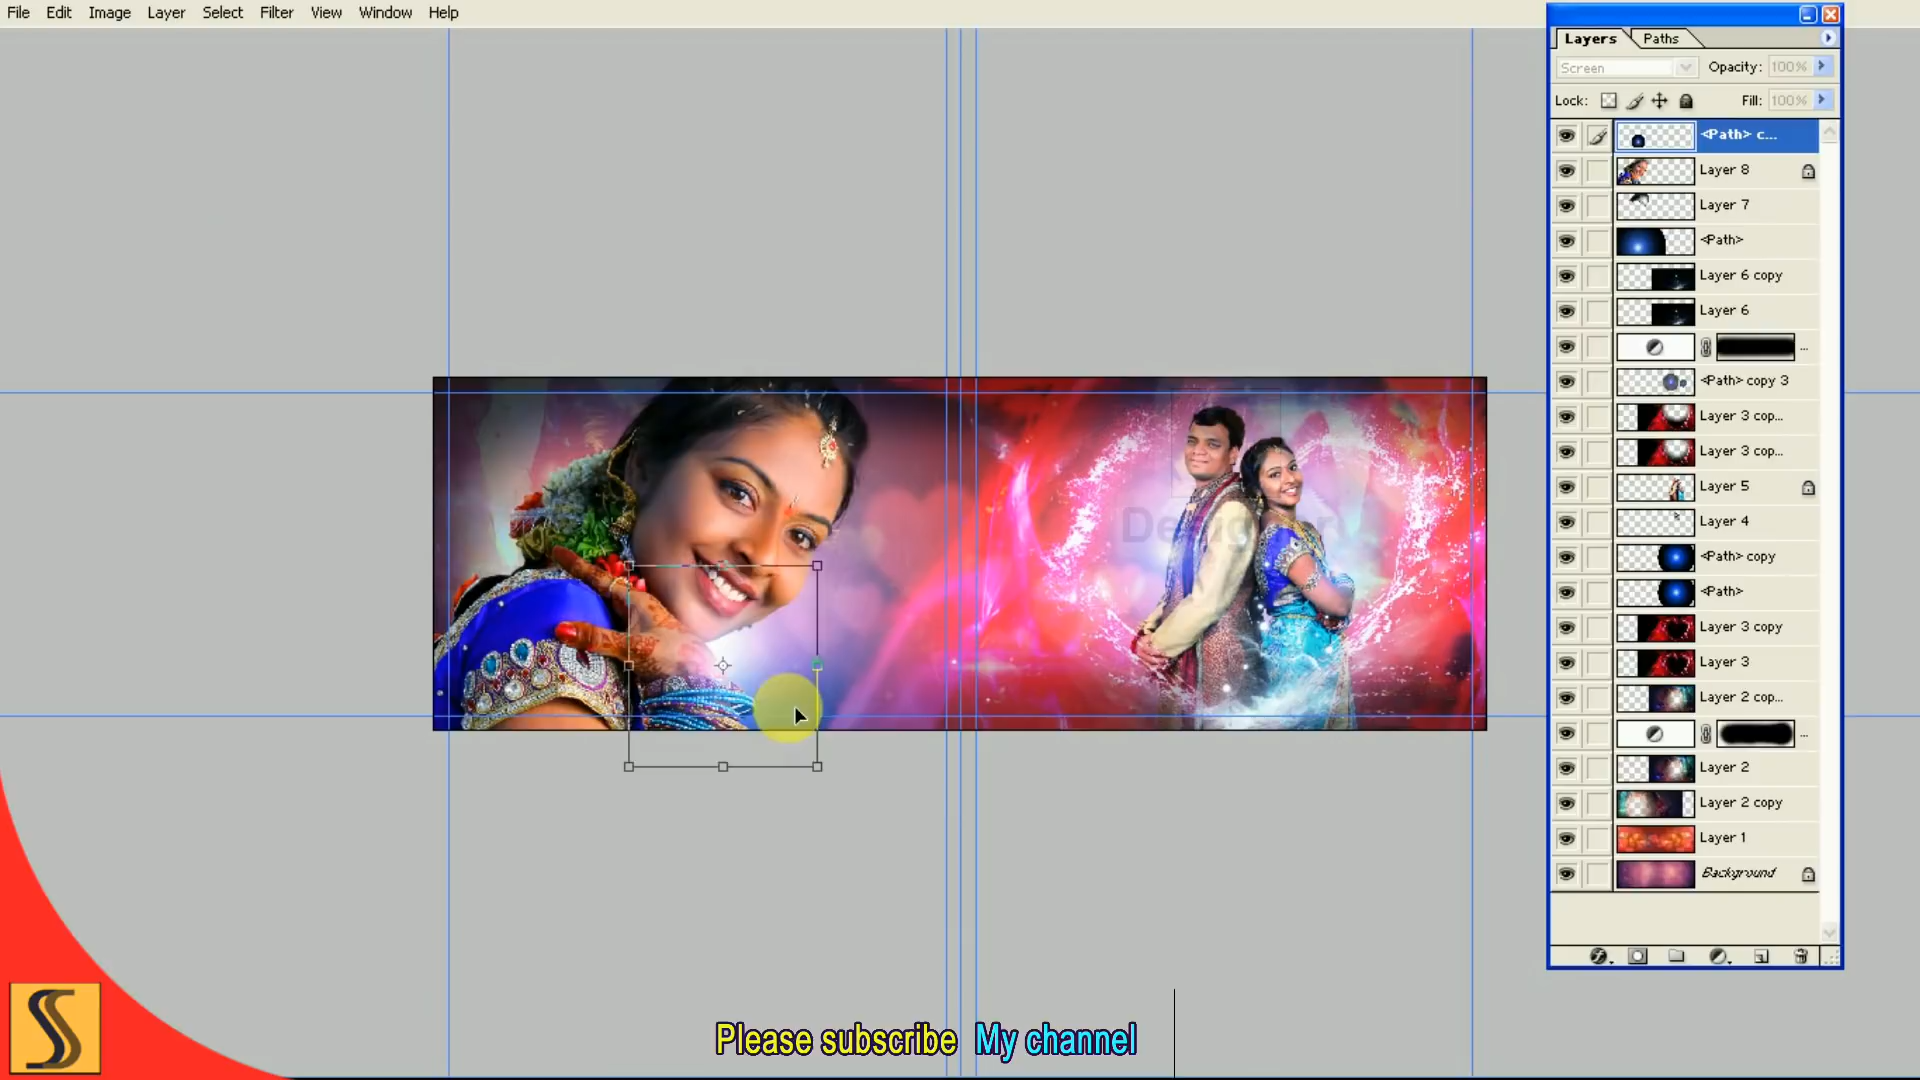 File Edit Image Layer Select Filter View Window Help
Layers Paths
Screen Opacity: 100%
Lock: Fill: 100%
<Path> c...
Layer 8
Layer 7
<Path>
Layer 6 copy
Layer 6
...
<Path> copy 3
Layer 3 cop...
Layer 3 cop...
Layer 5
Layer 4
<Path> copy
<Path>
Layer 3 copy
Layer 3
Layer 2 cop...
...
Layer 2
Layer 2 copy
Layer 1
Background
SS
Please subscribe My channel